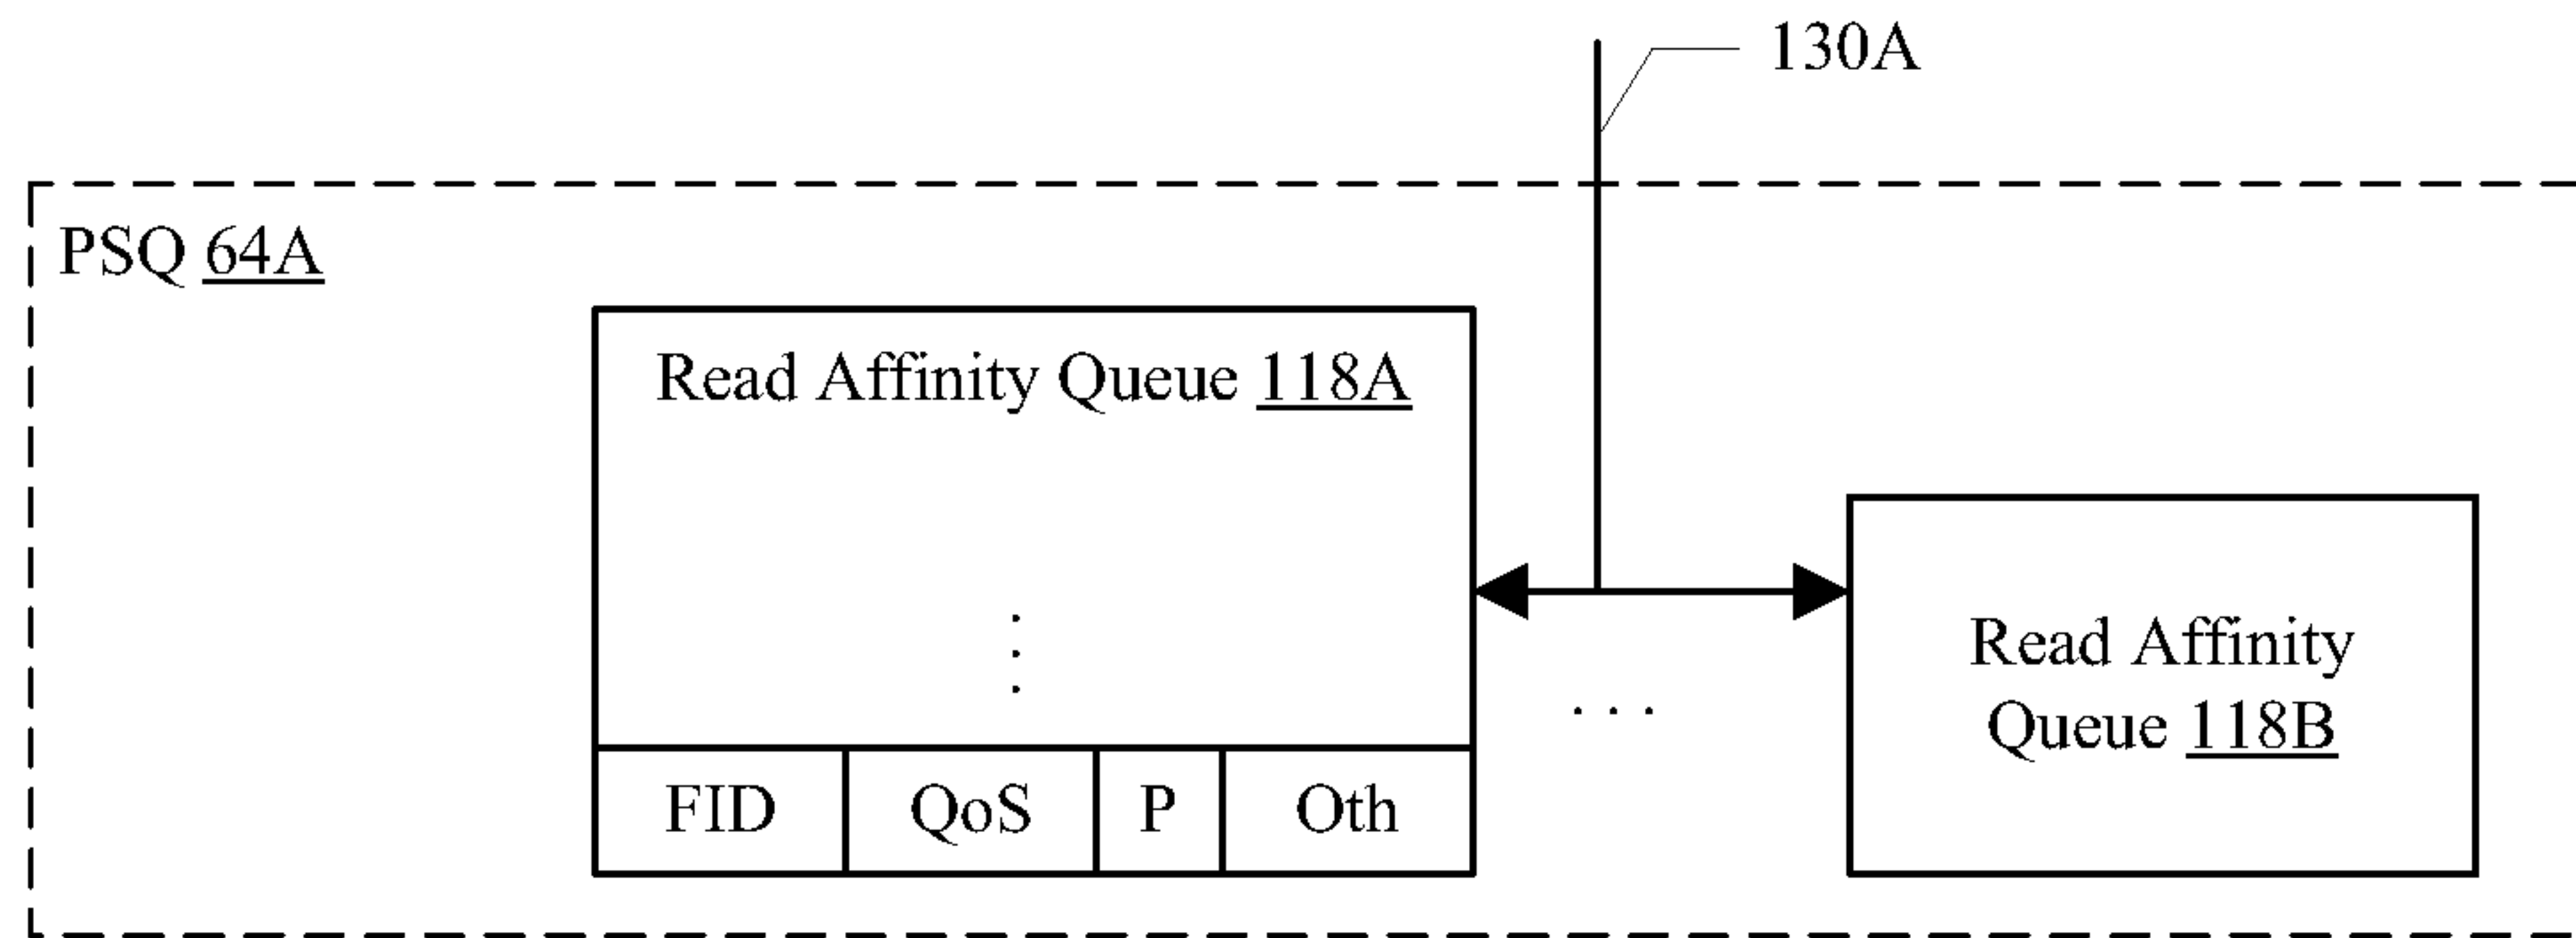 130A
PSQ 64A
Read Affinity Queue 118A
. . .
Read Affinity
Queue 118B
FID QoS P Oth